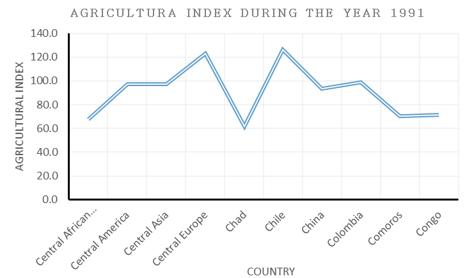 AGRICULTURA INDEX DURING THE YEAR 1991
140.0
120.0
100.0
80.0
60.0
40.0
20.0
0.0
AGRICULTURAL INDEX
Central African...
Central America
Central Asia
Central Europe
Chad
Chile
China
Colombia
Comoros
Congo
COUNTRY